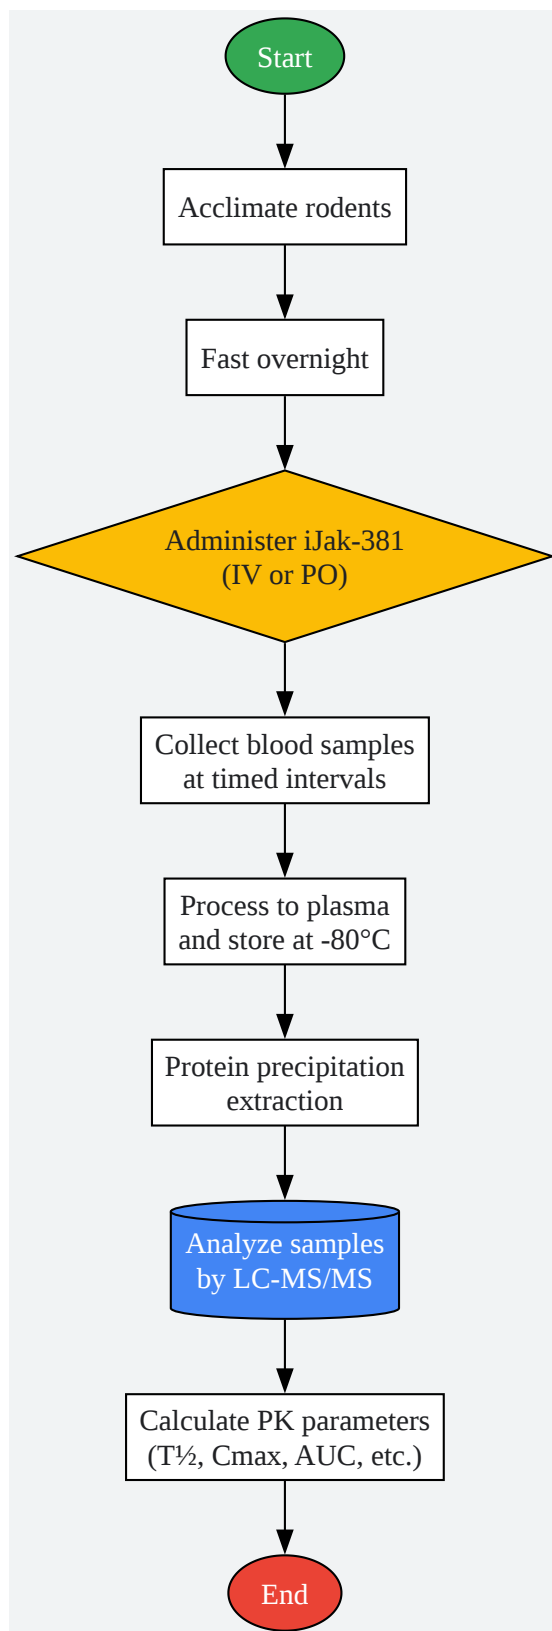 Start
Acclimate rodents
Fast overnight
Administer iJak-381
(IV or PO)
Collect blood samples
at timed intervals
Process to plasma
and store at -80°C
Protein precipitation
extraction
Analyze samples
by LC-MS/MS
Calculate PK parameters
(T½, Cmax, AUC, etc.)
End